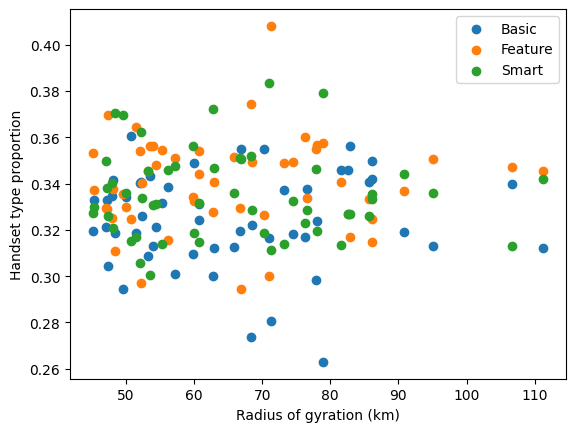 Basic
Feature
Smart
0.40
0.38
0.36
0.34
0.32
0.30
0.28
0.26
Handset type proportion
50 60 70 80 90 100 110
Radius of gyration (km)